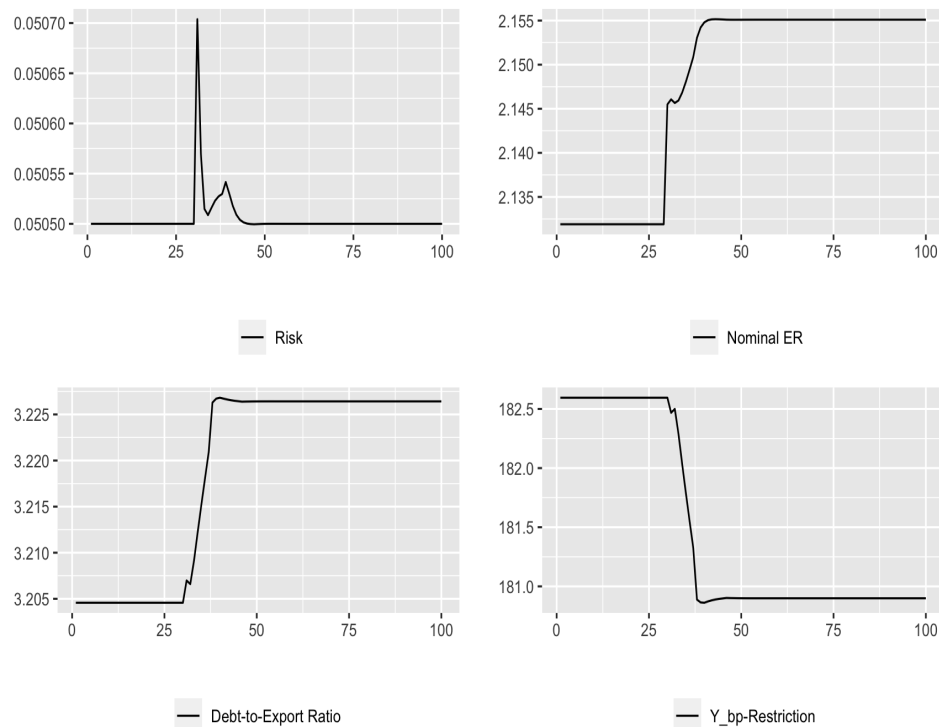 0.05070
0.05065
0.05060
0.05055
0.05050
0 25 50 75 100
Risk
2.155
2.150
2.145
2.140
2.135
0 25 50 75 100
Nominal ER
3.225
3.220
3.215
3.210
3.205
0 25 50 75 100
Debt-to-Export Ratio
182.5
182.0
181.5
181.0
0 25 50 75 100
Y_bp-Restriction